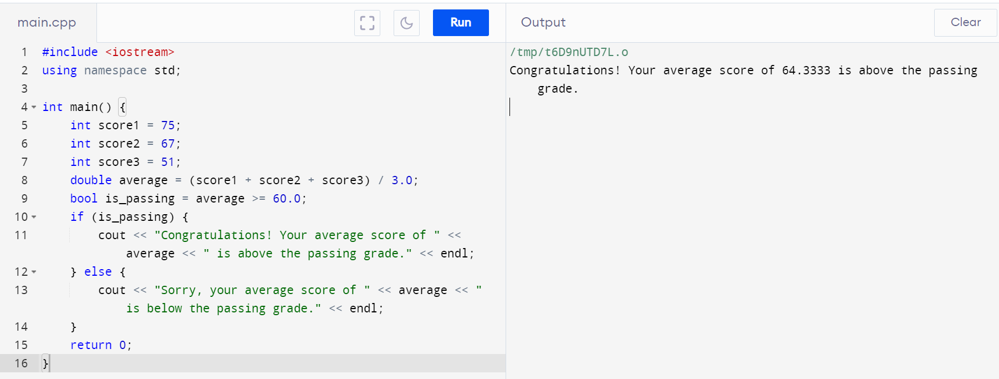 main.cpp
Run
Output
Clear
1 #include <iostream>
2 using namespace std;
3
4 int main() {
5 int score1 = 75;
6 int score2 = 67;
7 int score3 = 51;
8 double average = (score1 + score2 + score3) / 3.0;
9 bool is_passing = average >= 60.0;
10 if (is_passing) {
11 cout << "Congratulations! Your average score of " <<
average << " is above the passing grade." << endl;
12 } else {
13 cout << "Sorry, your average score of " << average << "
is below the passing grade." << endl;
14 }
15 return 0;
16 }
/tmp/t6D9nUTD7L.o
Congratulations! Your average score of 64.3333 is above the passing
grade.